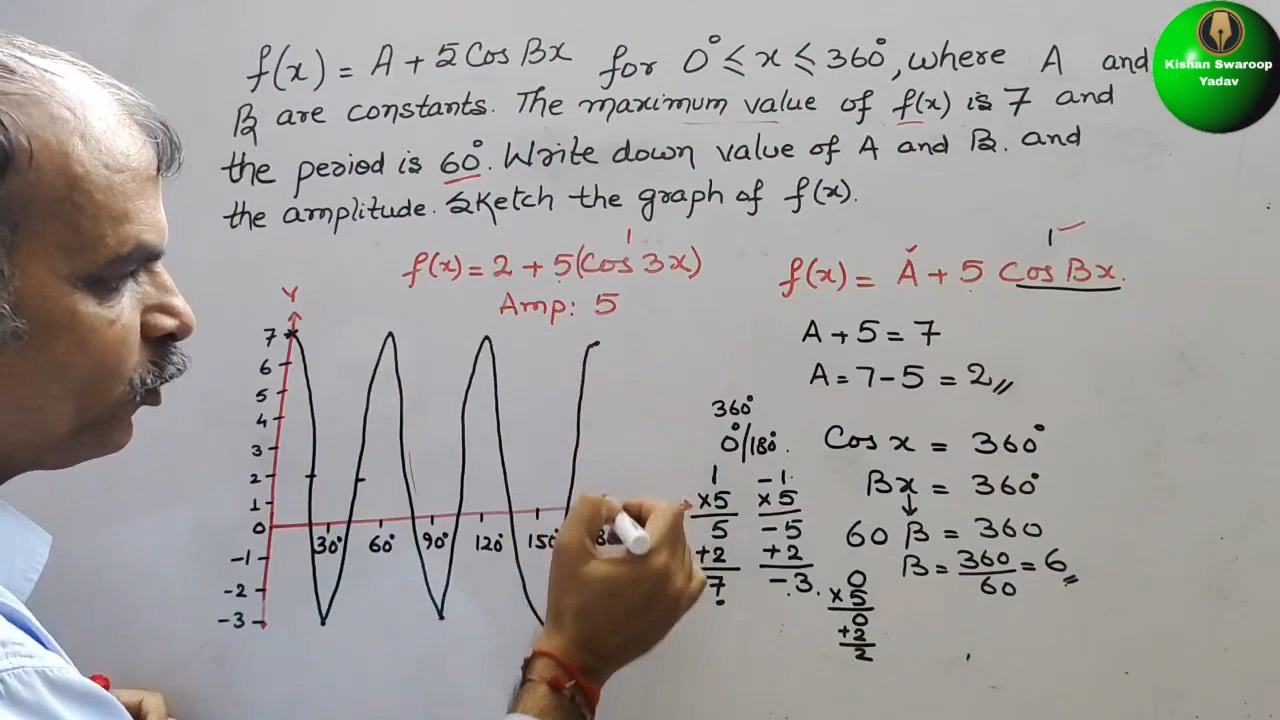 f(x) = A + 5 Cos Bx for 0° ≤ x ≤ 360°, where A and
B are constants. The maximum value of f(x) is 7 and
the period is 60°. Write down value of A and B. and
the amplitude. Sketch the graph of f(x).
Kishan Swaroop
Yadav
1
f(x) = 2 + 5(Cos 3x)
Amp: 5
1
f(x) = A + 5 Cos Bx.
A + 5 = 7
A = 7 - 5 = 2
Cos x = 360°
Bx = 360°
60 B = 360
B = 360/60 = 6
360°
0°/180°.
1 -1
×5 ×5
5 -5
+2 +2
7 -3.
0
×5
0
+2
2
Y
7
6
5
4
3
2
1
0
-1
-2
-3
30° 60° 90° 120° 150°